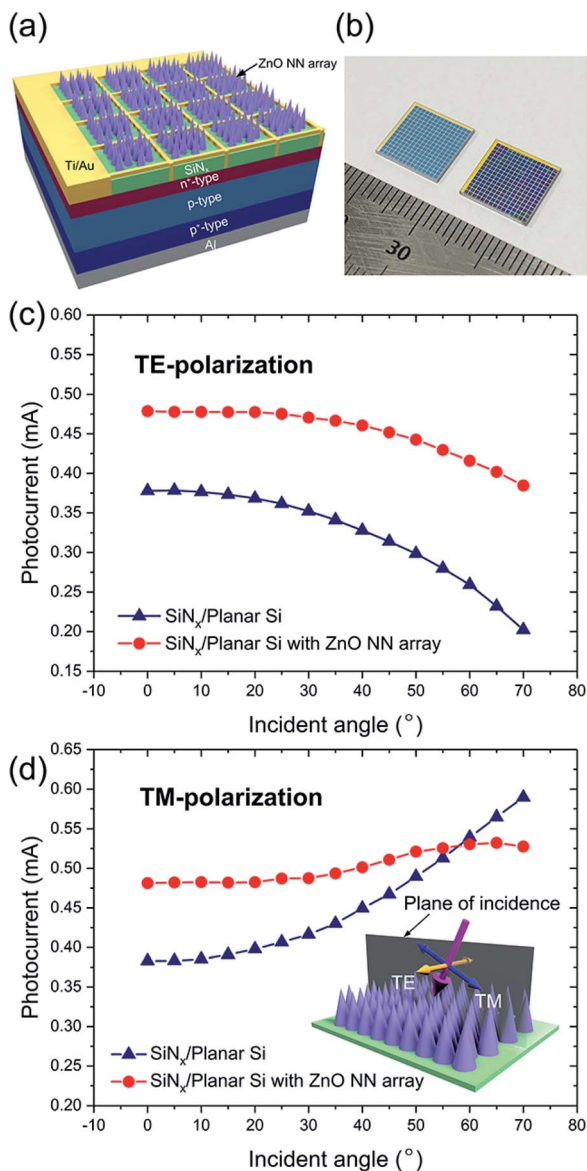 (a)
ZnO NN array
Ti/Au
SiNₓ
n⁺-type
p-type
p⁺-type
Al
(b)
30
(c)
0.60
0.55
0.50
0.45
0.40
0.35
0.30
0.25
0.20
0.15
Photocurrent (mA)
TE-polarization
SiNₓ/Planar Si
SiNₓ/Planar Si with ZnO NN array
-10 0 10 20 30 40 50 60 70 80
Incident angle (°)
(d)
0.65
0.60
0.55
0.50
0.45
0.40
0.35
0.30
0.25
0.20
Photocurrent (mA)
TM-polarization
Plane of incidence
TE
TM
SiNₓ/Planar Si
SiNₓ/Planar Si with ZnO NN array
-10 0 10 20 30 40 50 60 70 80
Incident angle (°)